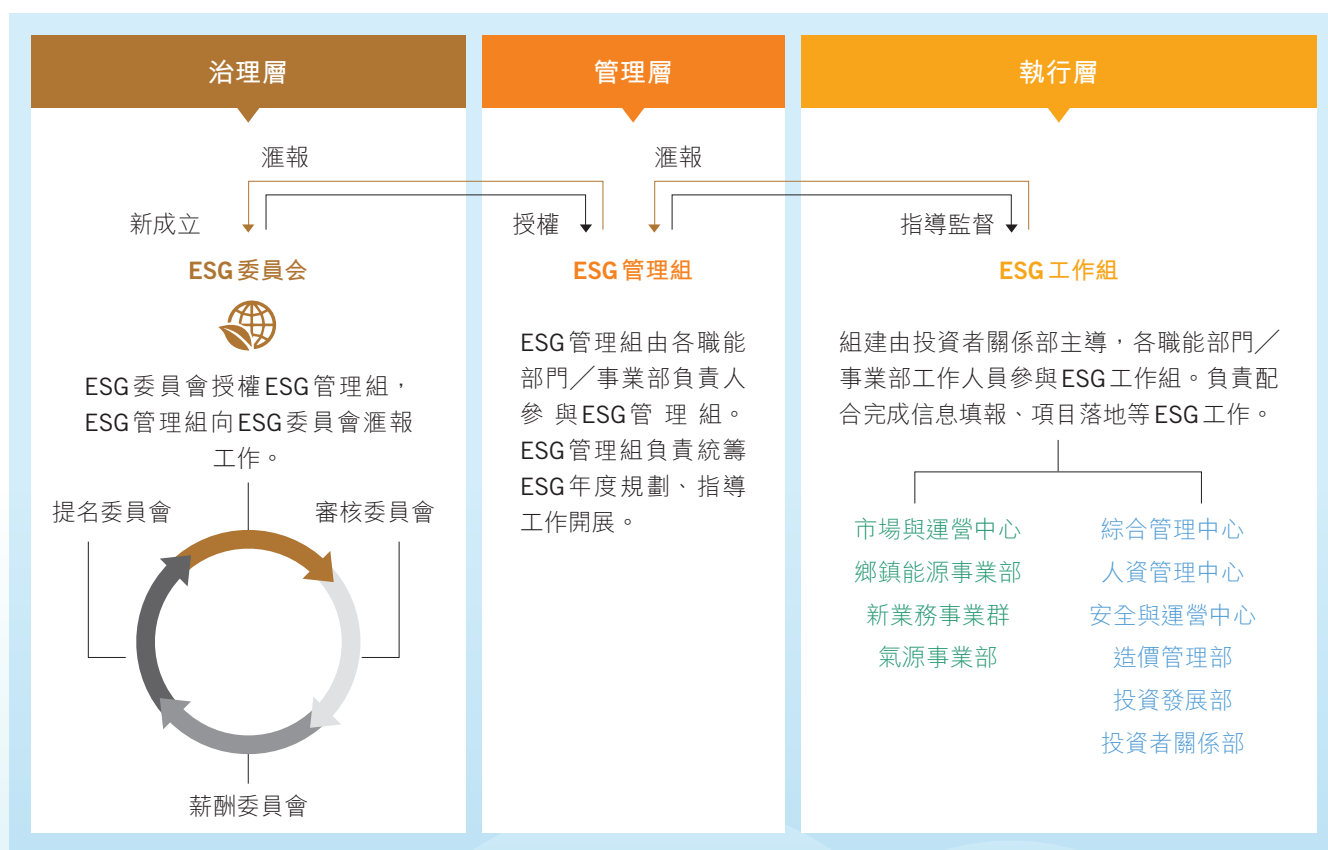 治理層
管理層
執行層
滙報
滙報
新成立
授權
指導監督
ESG委員会
ESG委員會授權ESG管理組，
ESG管理組向ESG委員會滙報
工作。
提名委員會
審核委員會
薪酬委員會
ESG管理組
ESG管理組由各職能
部門／事業部負責人
參與ESG管理組。
ESG管理組負責統籌
ESG年度規劃、指導
工作開展。
ESG工作組
組建由投資者關係部主導，各職能部門／
事業部工作人員參與ESG工作組。負責配
合完成信息填報、項目落地等ESG工作。
市場與運營中心
鄉鎮能源事業部
新業務事業群
氣源事業部
綜合管理中心
人資管理中心
安全與運營中心
造價管理部
投資發展部
投資者關係部